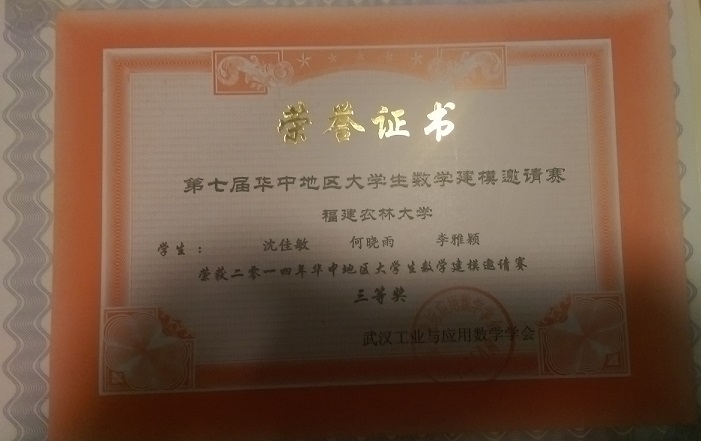 荣誉证书
第七届华中地区大学生数学建模邀请赛
福建农林大学
学生： 沈佳敏 何晓雨 李雅颖
荣获二零一四年华中地区大学生数学建模邀请赛
三等奖
武汉工业与应用数学学会